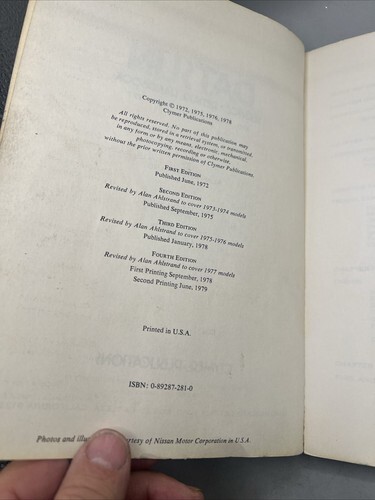 Copyright © 1972, 1975, 1976, 1978
Clymer Publications
All rights reserved. No part of this publication may
be reproduced, stored in a retrieval system, or transmitted
in any form or by any means, electronic, mechanical,
photocopying, recording or otherwise,
without the prior written permission of Clymer Publications.
FIRST EDITION
Published June, 1972
SECOND EDITION
Revised by Alan Ahlstrand to cover 1973-1974 models
Published September, 1975
THIRD EDITION
Revised by Alan Ahlstrand to cover 1975-1976 models
Published January, 1978
FOURTH EDITION
Revised by Alan Ahlstrand to cover 1977 models
First Printing September, 1978
Second Printing June, 1979
Printed in U.S.A.
ISBN: 0-89287-281-0
Photos and illu urtesy of Nissan Motor Corporation in U.S.A.